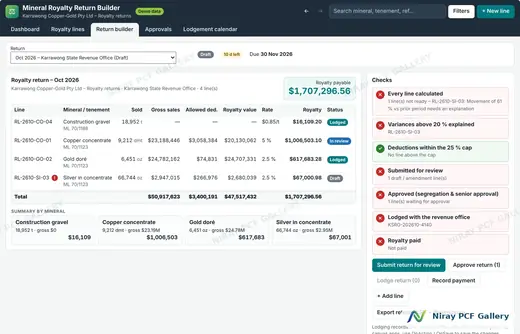 Mineral Royalty Return Builder
Game data
Karrawong Copper-Gold Pty Ltd – Royalty returns
Search mineral, tenement, ref...
Filters
+ New line
Dashboard
Royalty lines
Return builder
Approvals
Lodgement calendar
Return
Oct 2026 – Karrawong State Revenue Office (Draft)
Draft
Due 30 Nov 2026
Royalty return – Oct 2026
Karrawong Copper-Gold Pty Ltd – Royalty returns · Karrawong State Revenue Office · 4 line(s)
Royalty payable
$1,707,296.56
Line Mineral / tenement Sold Gross sales Allowed ded. Royalty value Rate Royalty Status
RL-2610-CG-04 Construction gravel 18,952 t $0.85/t $16,109.20 Lodged
ML 70/1188
RL-2610-CG-01 Copper concentrate 9,212 dmt $23,188,446 $3,058,384 $20,130,062 5 % $1,006,503.10 In review
ML 70/1123
RL-2610-GO-02 Gold doré 6,451 oz $24,782,162 $74,831 $24,707,331 2.5 % $617,683.28 Lodged
ML 70/1123
RL-2610-SI-03 Silver in concentrate 66,744 oz $2,947,015 $266,976 $2,680,039 2.5 % $67,000.98 Draft
ML 70/1123
Total $50,917,623 $3,400,191 $47,517,432 $1,707,296.56
SUMMARY BY MINERAL
Construction gravel
18,952 t · gross $0
$16,109
Copper concentrate
9,212 dmt · gross $23.19M
$1,006,503
Gold doré
6,451 oz · gross $24.78M
$617,683
Silver in concentrate
66,744 oz · gross $2.95M
$67,001
Checks
Every line calculated
1 line(s) not ready – RL-2610-SI-03: Movement of $1
% vs prior period needs an explanation
Variances above 20 % explained
RL-2610-SI-03
Deductions within the 25 % cap
No line above the cap
Submitted for review
1 draft / amendment line(s)
Approved (segregation & senior approval)
1 line(s) waiting for approval
Lodged with the revenue office
KSRO-202610-4140
Royalty paid
Not paid
Submit return for review
Approve return (1)
Lodge return (0)
Record payment
+ Add line
Export re
Niray PCF Gallery